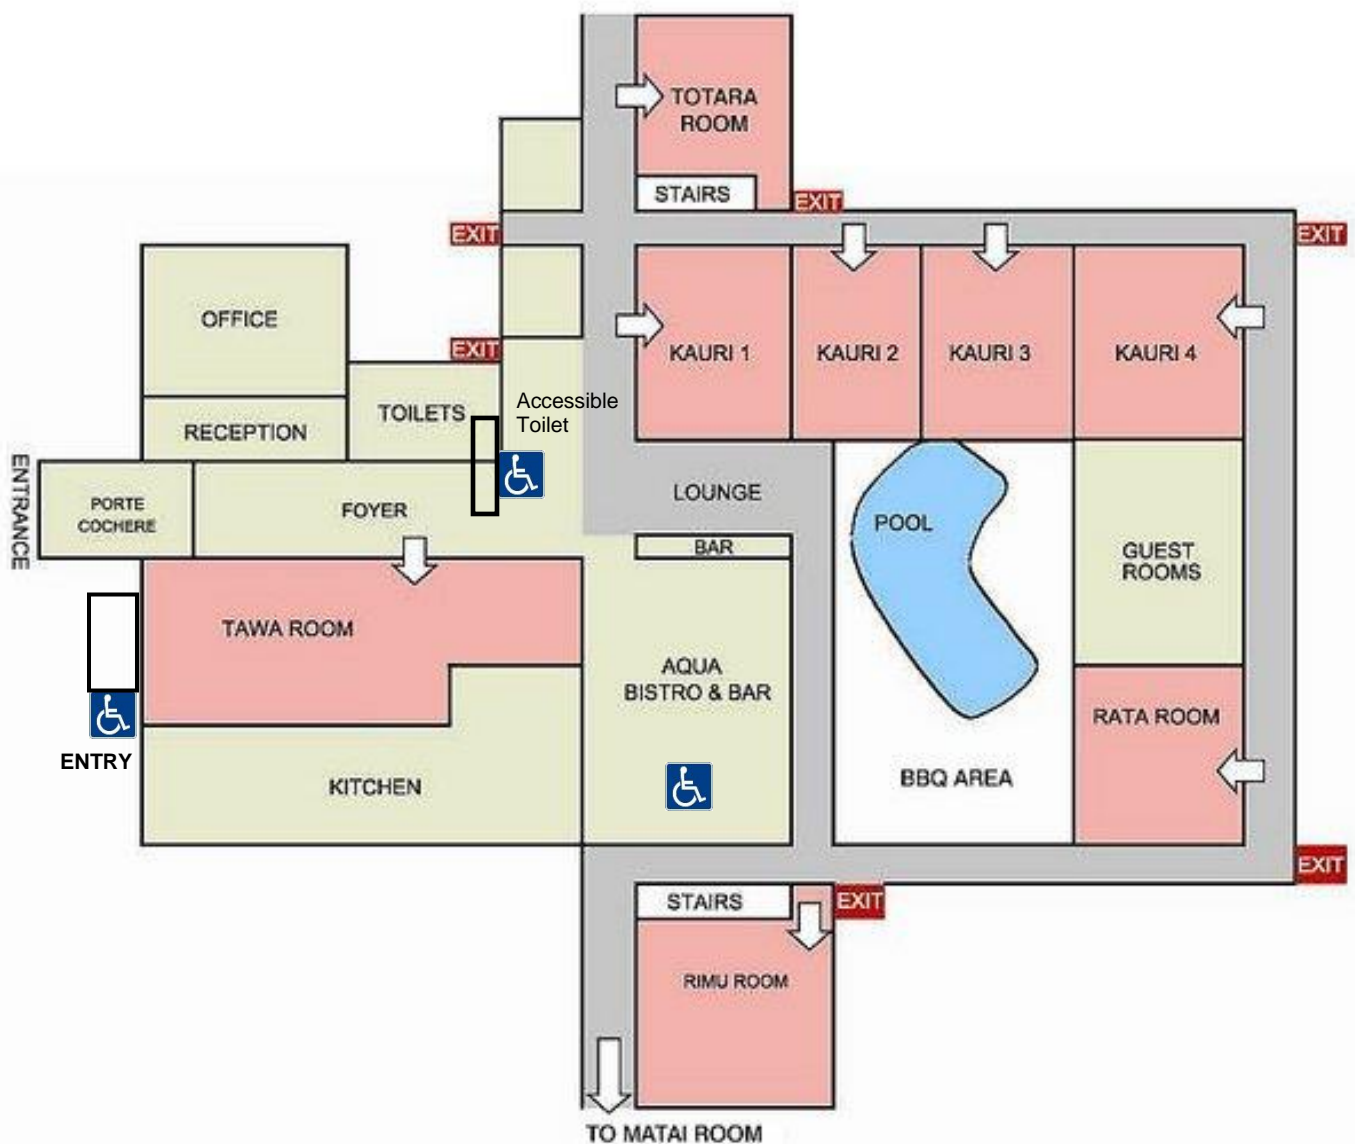 TOTARA
ROOM
STAIRS
EXIT
EXIT
EXIT
OFFICE
EXIT
KAURI 1
KAURI 2
KAURI 3
KAURI 4
Accessible
Toilet
TOILETS
RECEPTION
ENTRANCE
PORTE
COCHERE
FOYER
LOUNGE
POOL
BAR
GUEST
ROOMS
TAWA ROOM
AQUA
BISTRO & BAR
RATA ROOM
ENTRY
KITCHEN
BBQ AREA
EXIT
STAIRS
EXIT
RIMU ROOM
TO MATAI ROOM